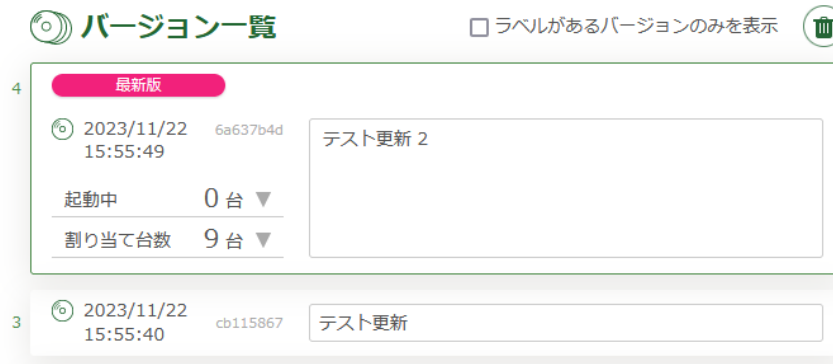 バージョン一覧
ラベルがあるバージョンのみを表示
4
最新版
2023/11/22 6a637b4d
15:55:49
テスト更新 2
起動中 0 台 ▼
割り当て台数 9 台 ▼
3
2023/11/22 cb115867
15:55:40
テスト更新